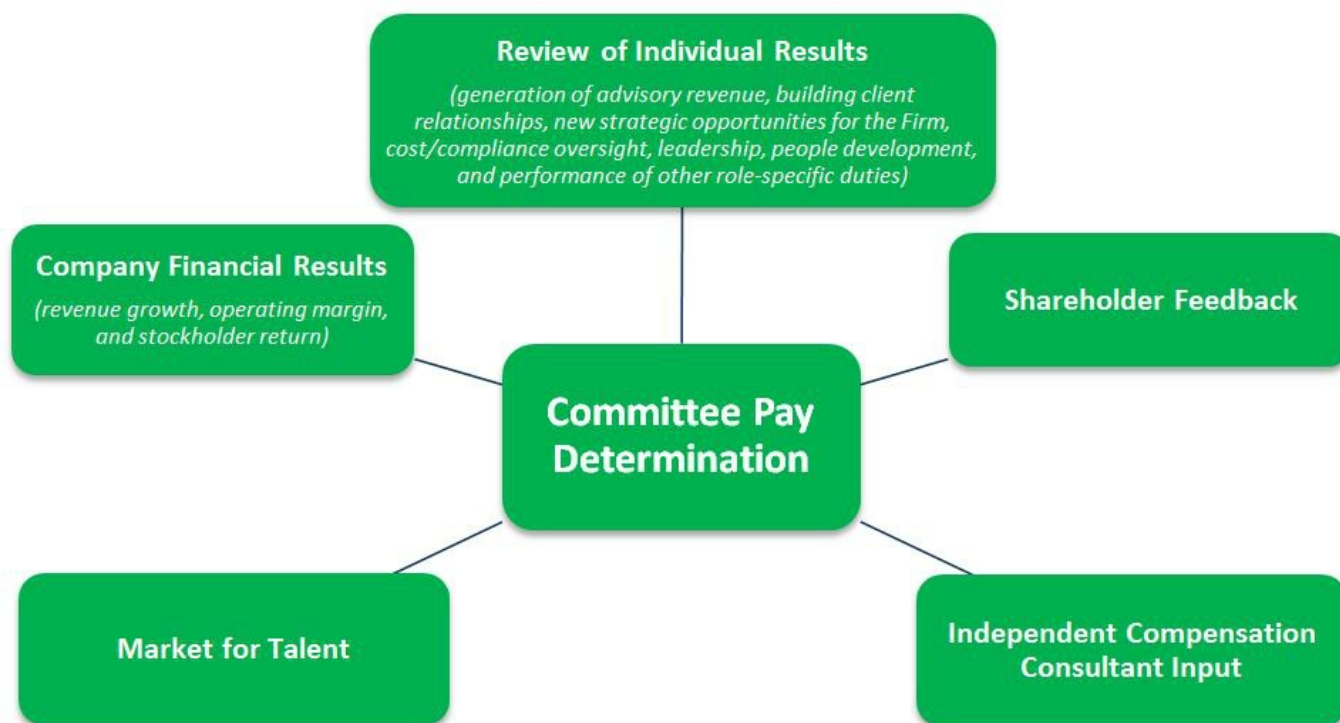 Review of Individual Results
(generation of advisory revenue, building client
relationships, new strategic opportunities for the Firm,
cost/compliance oversight, leadership, people development,
and performance of other role-specific duties)
Company Financial Results
(revenue growth, operating margin,
and stockholder return)
Shareholder Feedback
Committee Pay
Determination
Market for Talent
Independent Compensation
Consultant Input